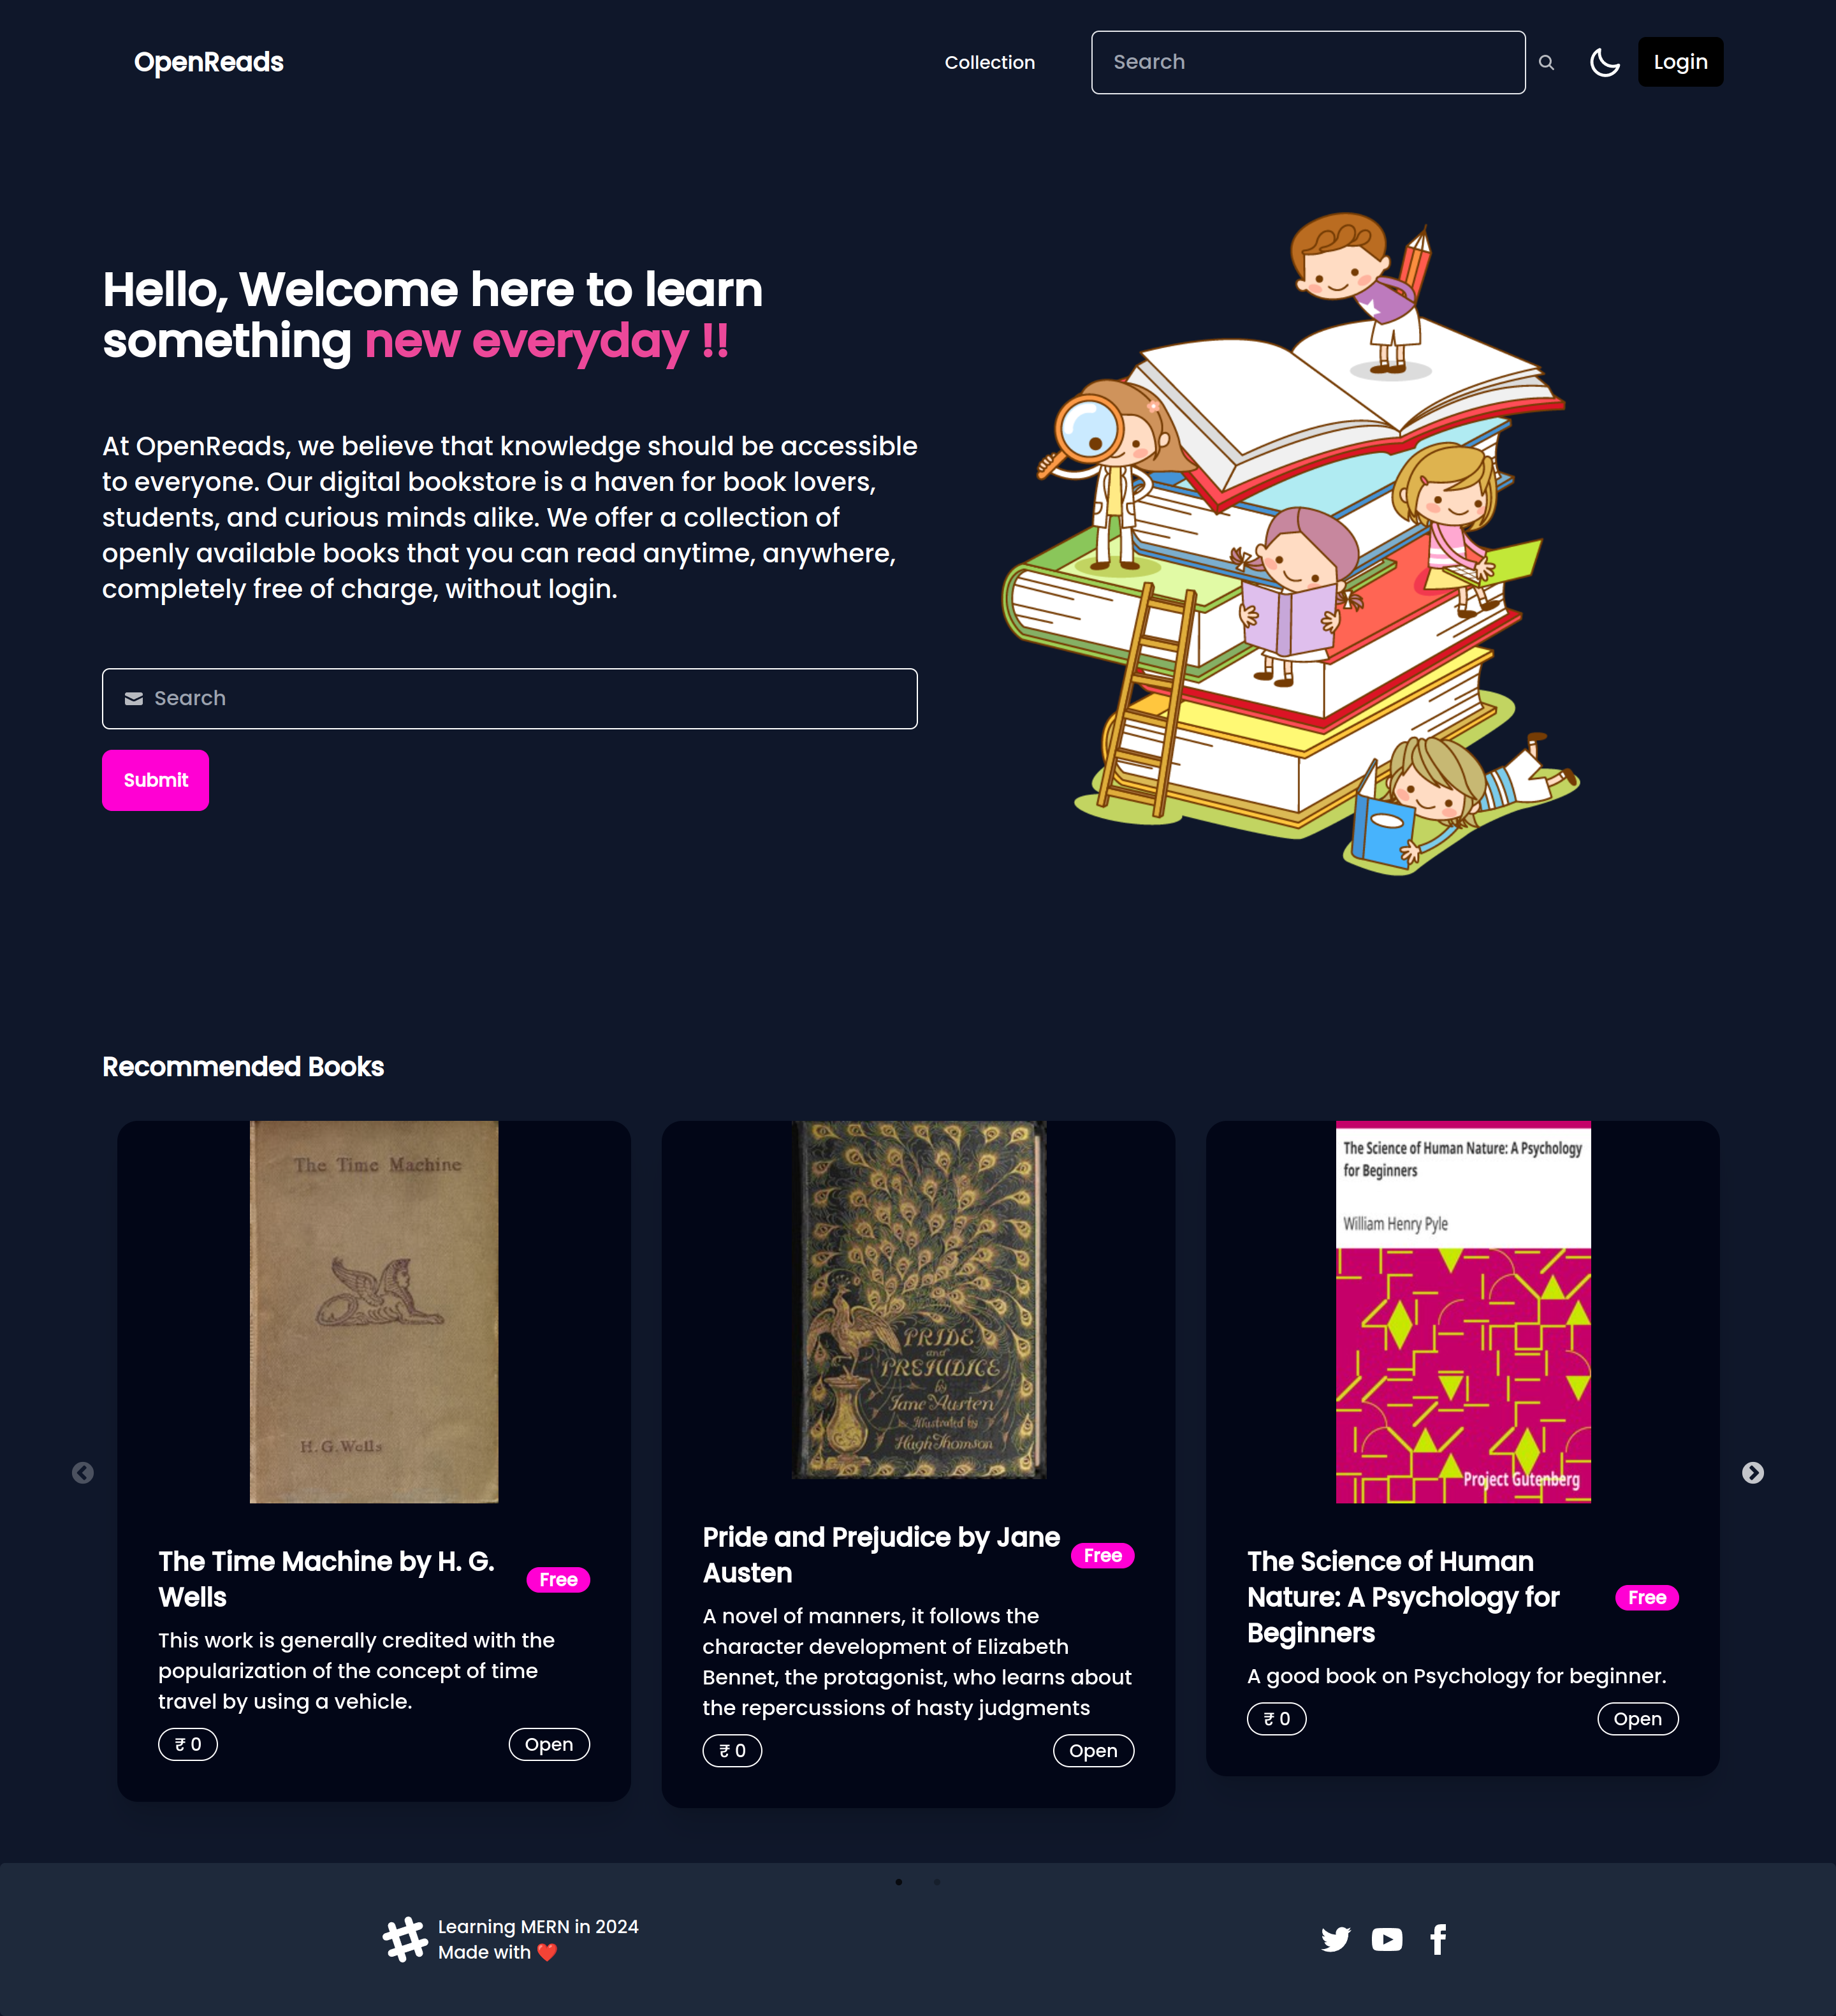 OpenReads
Collection
Search
Login
Hello, Welcome here to learn
something new everyday !!
At OpenReads, we believe that knowledge should be accessible
to everyone. Our digital bookstore is a haven for book lovers,
students, and curious minds alike. We offer a collection of
openly available books that you can read anytime, anywhere,
completely free of charge, without login.
Search
Submit
Recommended Books
The Time Machine
H.G.Wells
The Time Machine by H. G.
Wells
Free
This work is generally credited with the
popularization of the concept of time
travel by using a vehicle.
₹ 0
Open
PRIDE
and
PREJUDICE
by
Jane Austen
Illustrated by
Hugh Thomson
Pride and Prejudice by Jane
Austen
Free
A novel of manners, it follows the
character development of Elizabeth
Bennet, the protagonist, who learns about
the repercussions of hasty judgments
₹ 0
Open
The Science of Human Nature: A Psychology
for Beginners
William Henry Pyle
Project Gutenberg
The Science of Human
Nature: A Psychology for
Beginners
Free
A good book on Psychology for beginner.
₹ 0
Open
Learning MERN in 2024
Made with ❤️